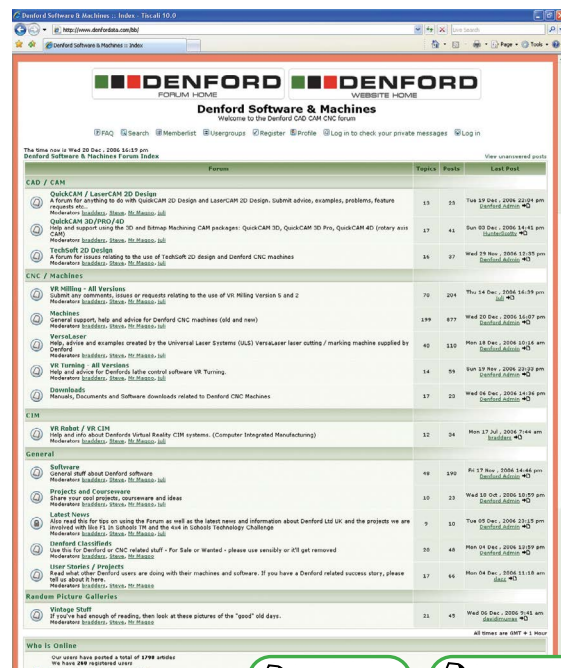 Denford Software & Machines :: Index - Tiscali 10.0
http://www.denfordata.com/bb/
Live Search
Denford Software & Machines :: Index
Page Tools
DENFORD DENFORD
FORUM HOME WEBSITE HOME
Denford Software & Machines
Welcome to the Denford CAD CAM CNC forum
FAQ Search Memberlist Usergroups Register Profile Log in to check your private messages Log in
The time now is Wed 20 Dec , 2006 16:19 pm
Denford Software & Machines Forum Index View unanswered posts
Forum Topics Posts Last Post
CAD / CAM
QuickCAM / LaserCAM 2D Design
A forum for anything to do with QuickCAM 2D Design and LaserCAM 2D Design. Submit advice, examples, problems, feature
requests etc..
Moderators bradders, Steve, Mr Magoo, juli
13 33 Tue 19 Dec , 2006 22:04 pm
Denford Admin
QuickCAM 3D/PRO/4D
Help and support using the 3D and Bitmap Machining CAM packages: QuickCAM 3D, QuickCAM 3D Pro, QuickCAM 4D (rotary axis
CAM)
Moderators bradders, Steve, Mr Magoo, juli
17 41 Sun 03 Dec , 2006 14:41 pm
TechSoft 2D Design
A forum for issues relating to the use of TechSoft 2D design and Denford CNC machines
Moderators bradders, Steve, Mr Magoo, juli
16 37 Wed 29 Nov , 2006 12:55 pm
Denford Admin
CNC / Machines
VR Milling - All Versions
Submit any comments, issues or requests relating to the use of VR Milling Version 5 and 2
Moderators bradders, Steve, Mr Magoo, juli
70 204 Thu 14 Dec , 2006 16:39 pm
juli
Machines
General support, help and advice for Denford CNC machines (old and new)
Moderators bradders, Steve, Mr Magoo, juli
199 877 Wed 20 Dec , 2006 16:07 pm
Denford Admin
VersaLaser
Help, advice and examples created by the Universal Laser Systems (ULS) VersaLaser laser cutting / marking machine supplied by
Denford
Moderators bradders, Steve, Mr Magoo, juli
40 110 Mon 18 Dec , 2006 10:16 am
Denford Admin
VR Turning - All Versions
Help and advice for Denfords lathe control software VR Turning.
Moderators bradders, Steve, Mr Magoo, juli
14 59 Sun 19 Nov , 2006 23:33 pm
Denford Admin
Downloads
Manuals, Documents and Software downloads related to Denford CNC Machines
Moderators bradders, Steve, Mr Magoo, juli
17 23 Wed 06 Dec , 2006 14:36 pm
Denford Admin
CIM
VR Robot / VR CIM
Help and info about Denfords Virtual Reality CIM systems. (Computer Integrated Manufacturing)
Moderators bradders, Steve, Mr Magoo, juli
12 34 Mon 17 Jul , 2006 7:44 am
bradders
General
Software
General stuff about Denford software
Moderators bradders, Steve, Mr Magoo, juli
48 190 Fri 17 Nov , 2006 14:46 pm
Denford Admin
Projects and Courseware
Share your cool projects, courseware and ideas
Moderators bradders, Steve, Mr Magoo, juli
10 23 Wed 18 Oct , 2006 18:59 pm
Denford Admin
Latest News
Also read this for tips on using the Forum as well as the latest news and information about Denford Ltd UK and the projects we are
involved with like F1 in Schools TM and the 4x4 in Schools Technology Challenge
Moderators bradders, Steve, Mr Magoo, juli
9 10 Tue 05 Dec , 2006 23:15 pm
Denford Admin
Denford Classifieds
Use this for Denford or CNC related stuff - For Sale or Wanted - please use sensibly or it'll get removed
Moderators bradders, Steve, Mr Magoo, juli
20 48 Mon 04 Dec , 2006 13:59 pm
Denford Admin
User Stories / Projects
Read what other Denford users are doing with their machines and software. If you have a Denford related success story, please
tell us about it here.
Moderators bradders, Steve, Mr Magoo
17 66 Mon 04 Dec , 2006 11:18 am
Random Picture Galleries
Vintage Stuff
If you've had enough of reading, then look at these pictures of the "good" old days.
Moderators bradders, Steve, Mr Magoo
21 45 Wed 06 Dec , 2006 9:41 am
All times are GMT + 1 Hour
Who is Online
Our users have posted a total of 1798 articles
We have 260 registered users